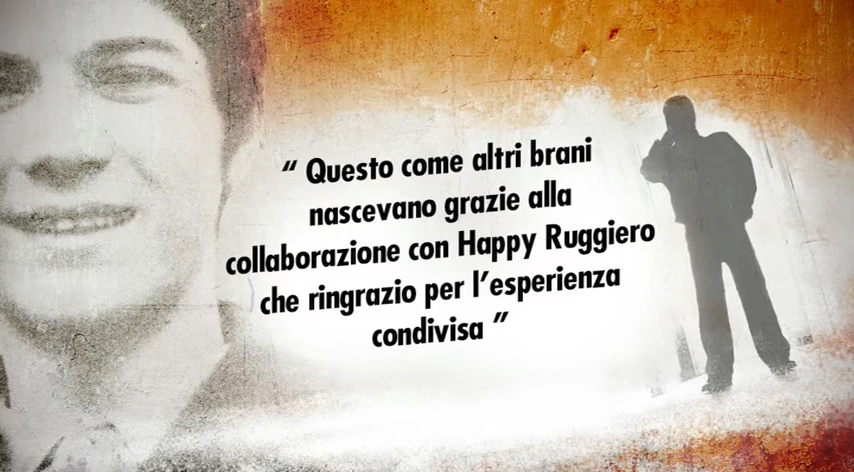 “ Questo come altri brani
nascevano grazie alla
collaborazione con Happy Ruggiero
che ringrazio per l’esperienza
condivisa ”